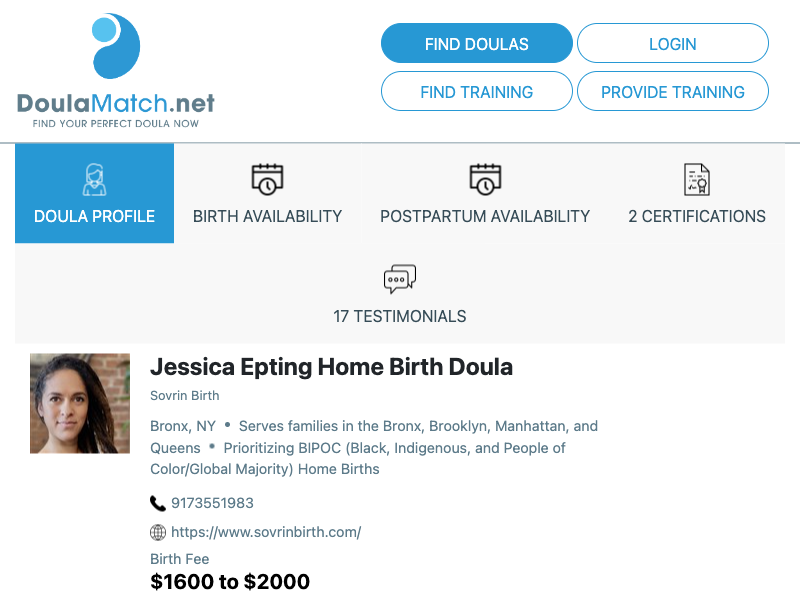 DoulaMatch.net
FIND YOUR PERFECT DOULA NOW
FIND DOULAS
LOGIN
FIND TRAINING
PROVIDE TRAINING
DOULA PROFILE
BIRTH AVAILABILITY
POSTPARTUM AVAILABILITY
2 CERTIFICATIONS
17 TESTIMONIALS
Jessica Epting Home Birth Doula
Sovrin Birth
Bronx, NY • Serves families in the Bronx, Brooklyn, Manhattan, and
Queens • Prioritizing BIPOC (Black, Indigenous, and People of
Color/Global Majority) Home Births
9173551983
https://www.sovrinbirth.com/
Birth Fee
$1600 to $2000